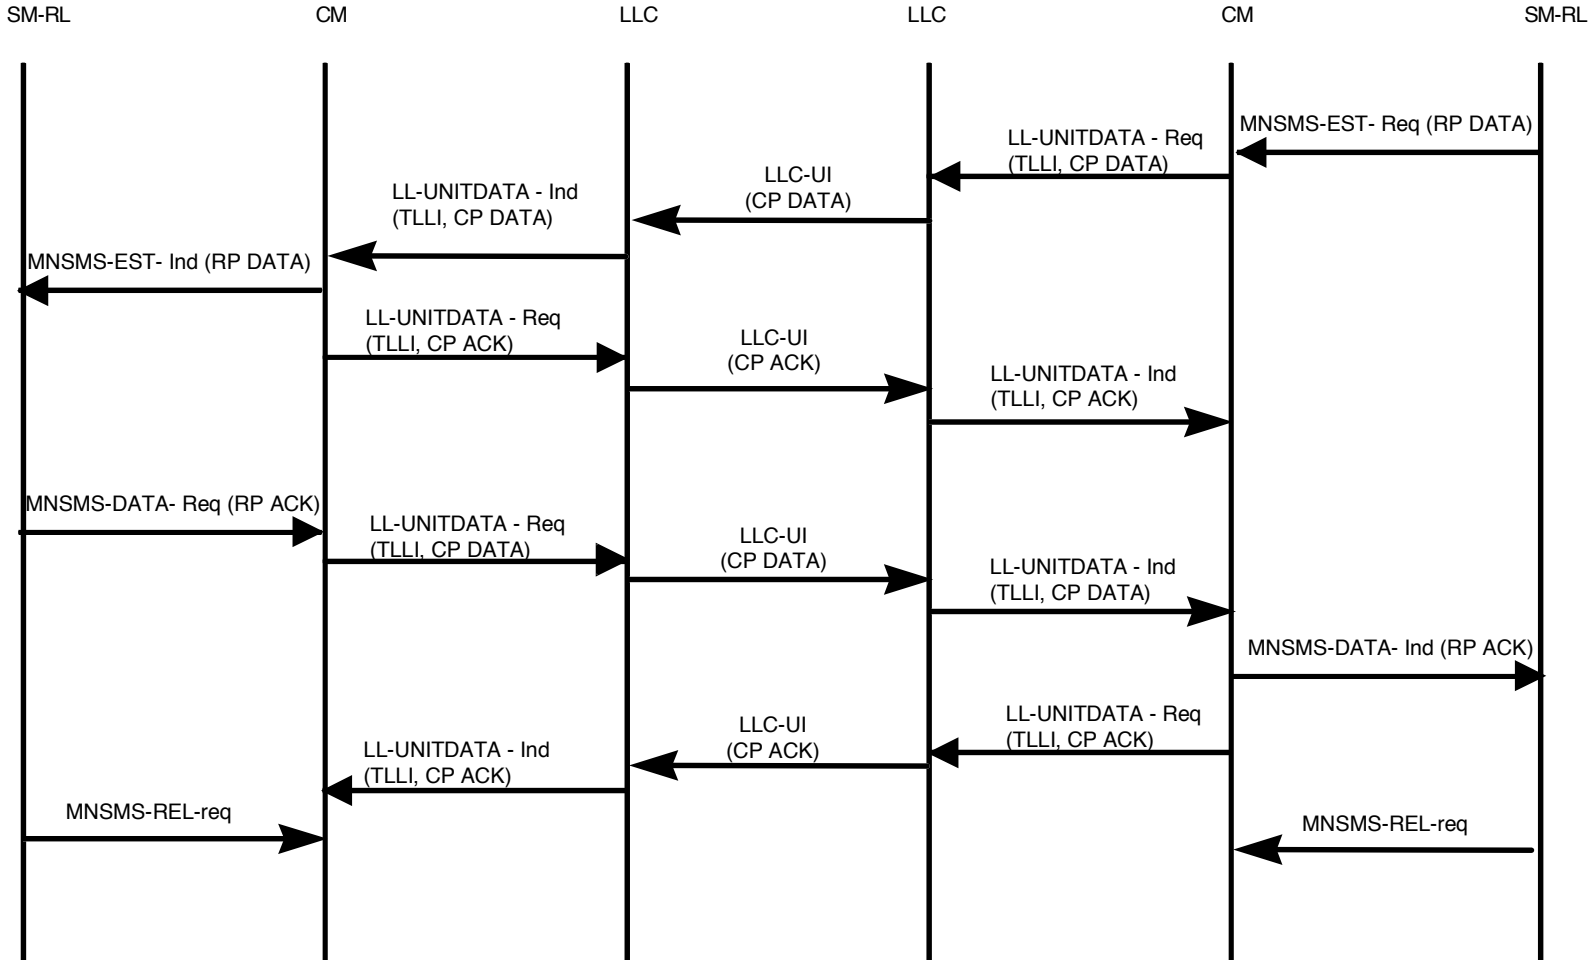 SM-RL
CM
LLC
LLC
CM
SM-RL
MNSMS-EST- Req (RP DATA)
LL-UNITDATA - Req
(TLLI, CP DATA)
LLC-UI
(CP DATA)
LL-UNITDATA - Ind
(TLLI, CP DATA)
MNSMS-EST- Ind (RP DATA)
LL-UNITDATA - Req
(TLLI, CP ACK)
LLC-UI
(CP ACK)
LL-UNITDATA - Ind
(TLLI, CP ACK)
MNSMS-DATA- Req (RP ACK)
LL-UNITDATA - Req
(TLLI, CP DATA)
LLC-UI
(CP DATA)
LL-UNITDATA - Ind
(TLLI, CP DATA)
MNSMS-DATA- Ind (RP ACK)
LL-UNITDATA - Req
(TLLI, CP ACK)
LLC-UI
(CP ACK)
LL-UNITDATA - Ind
(TLLI, CP ACK)
MNSMS-REL-req
MNSMS-REL-req